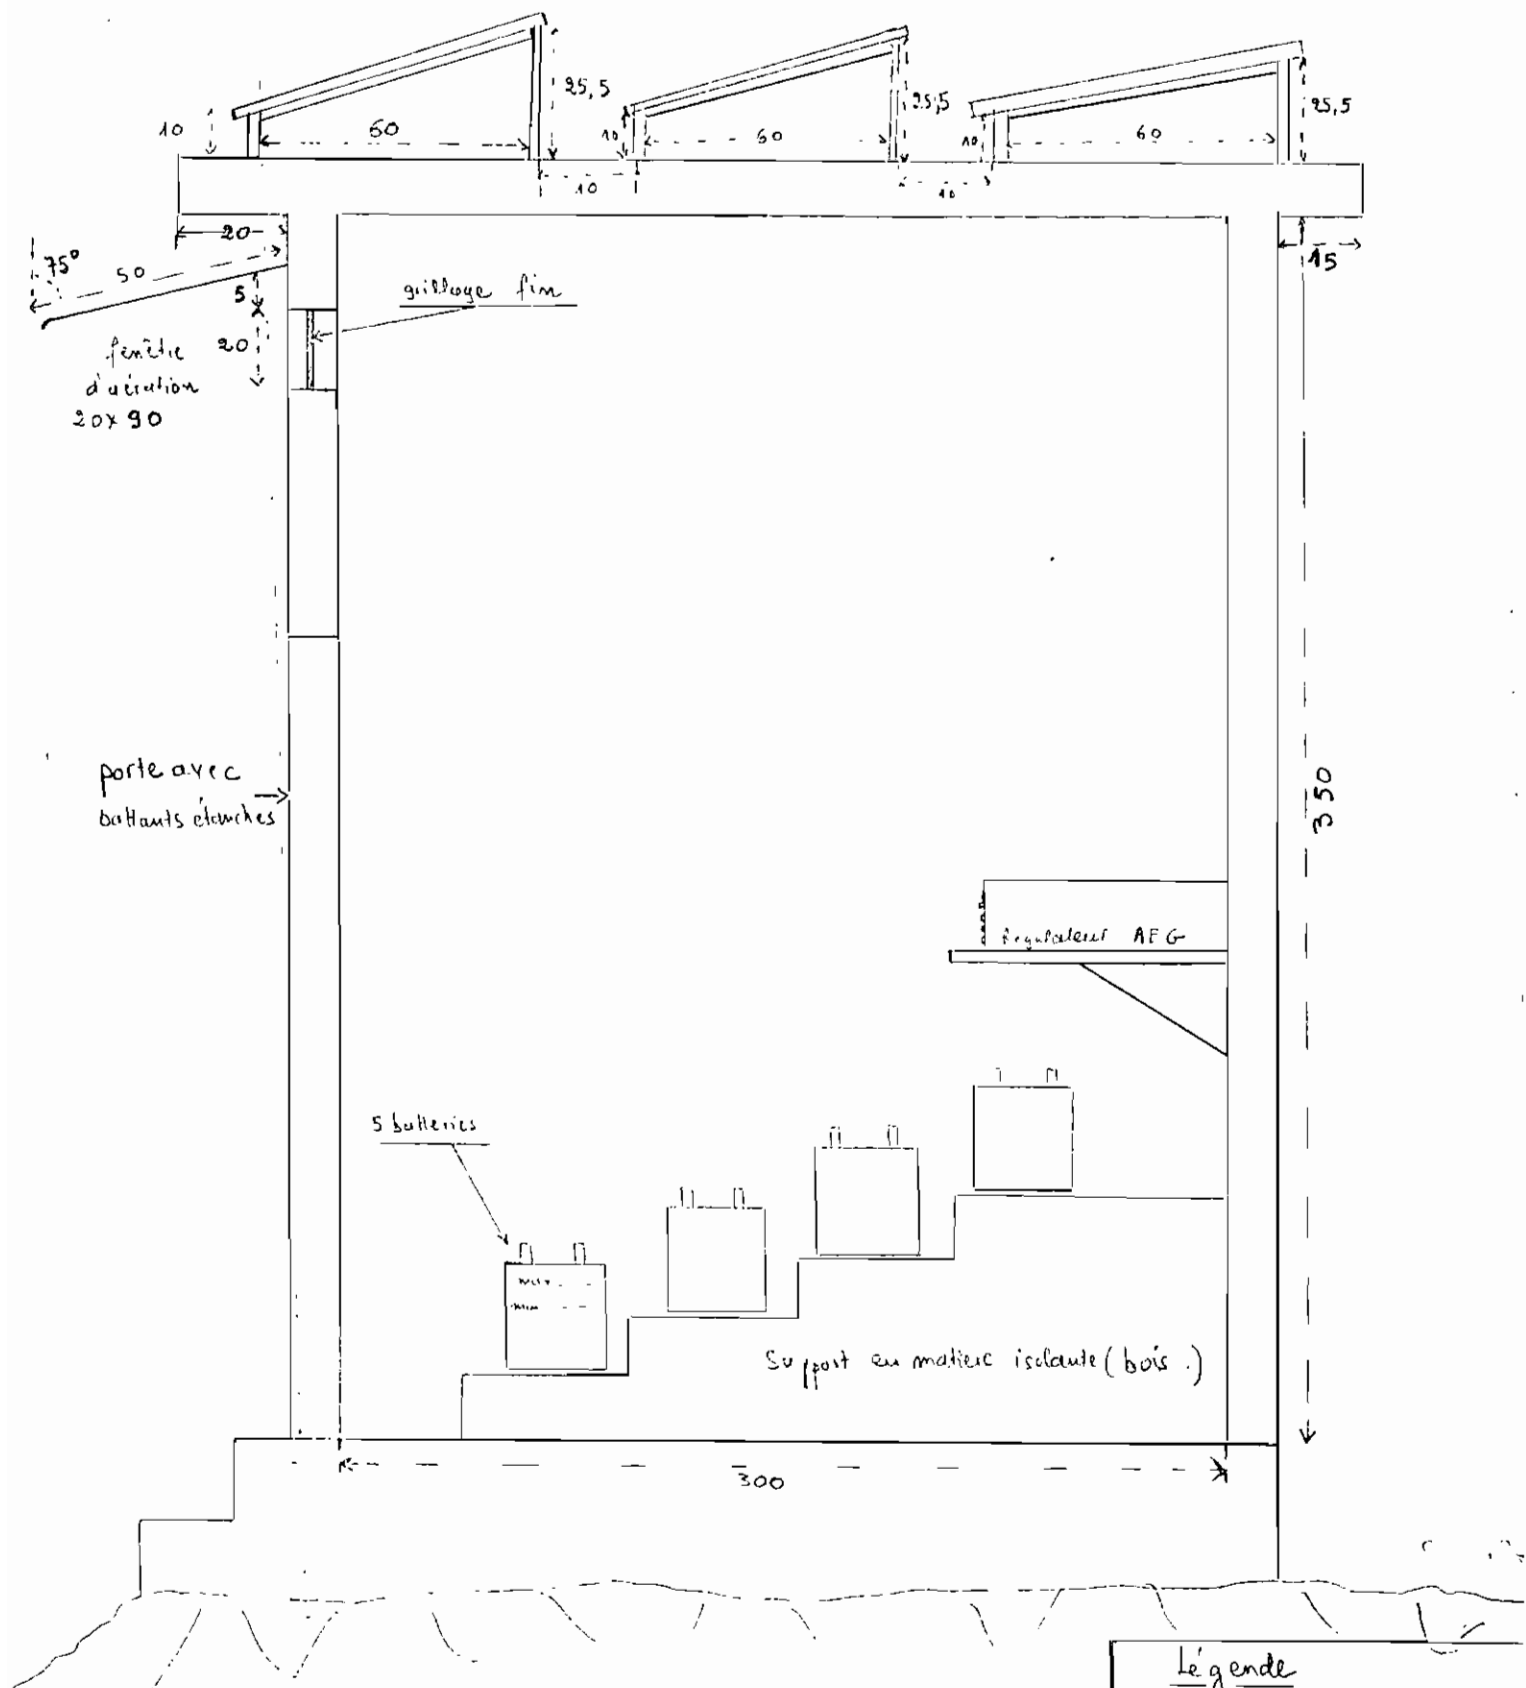 25,5
25,5
25,5
10
60
10
60
10
60
10
10
20
15
75°
50
5
grillage fin
20
fenêtre
d'aération
20x90
porte avec
battants étanches
350
Régulateur AEG
5 batteries
max
min
Support en matière isolante (bois.)
300
Légende